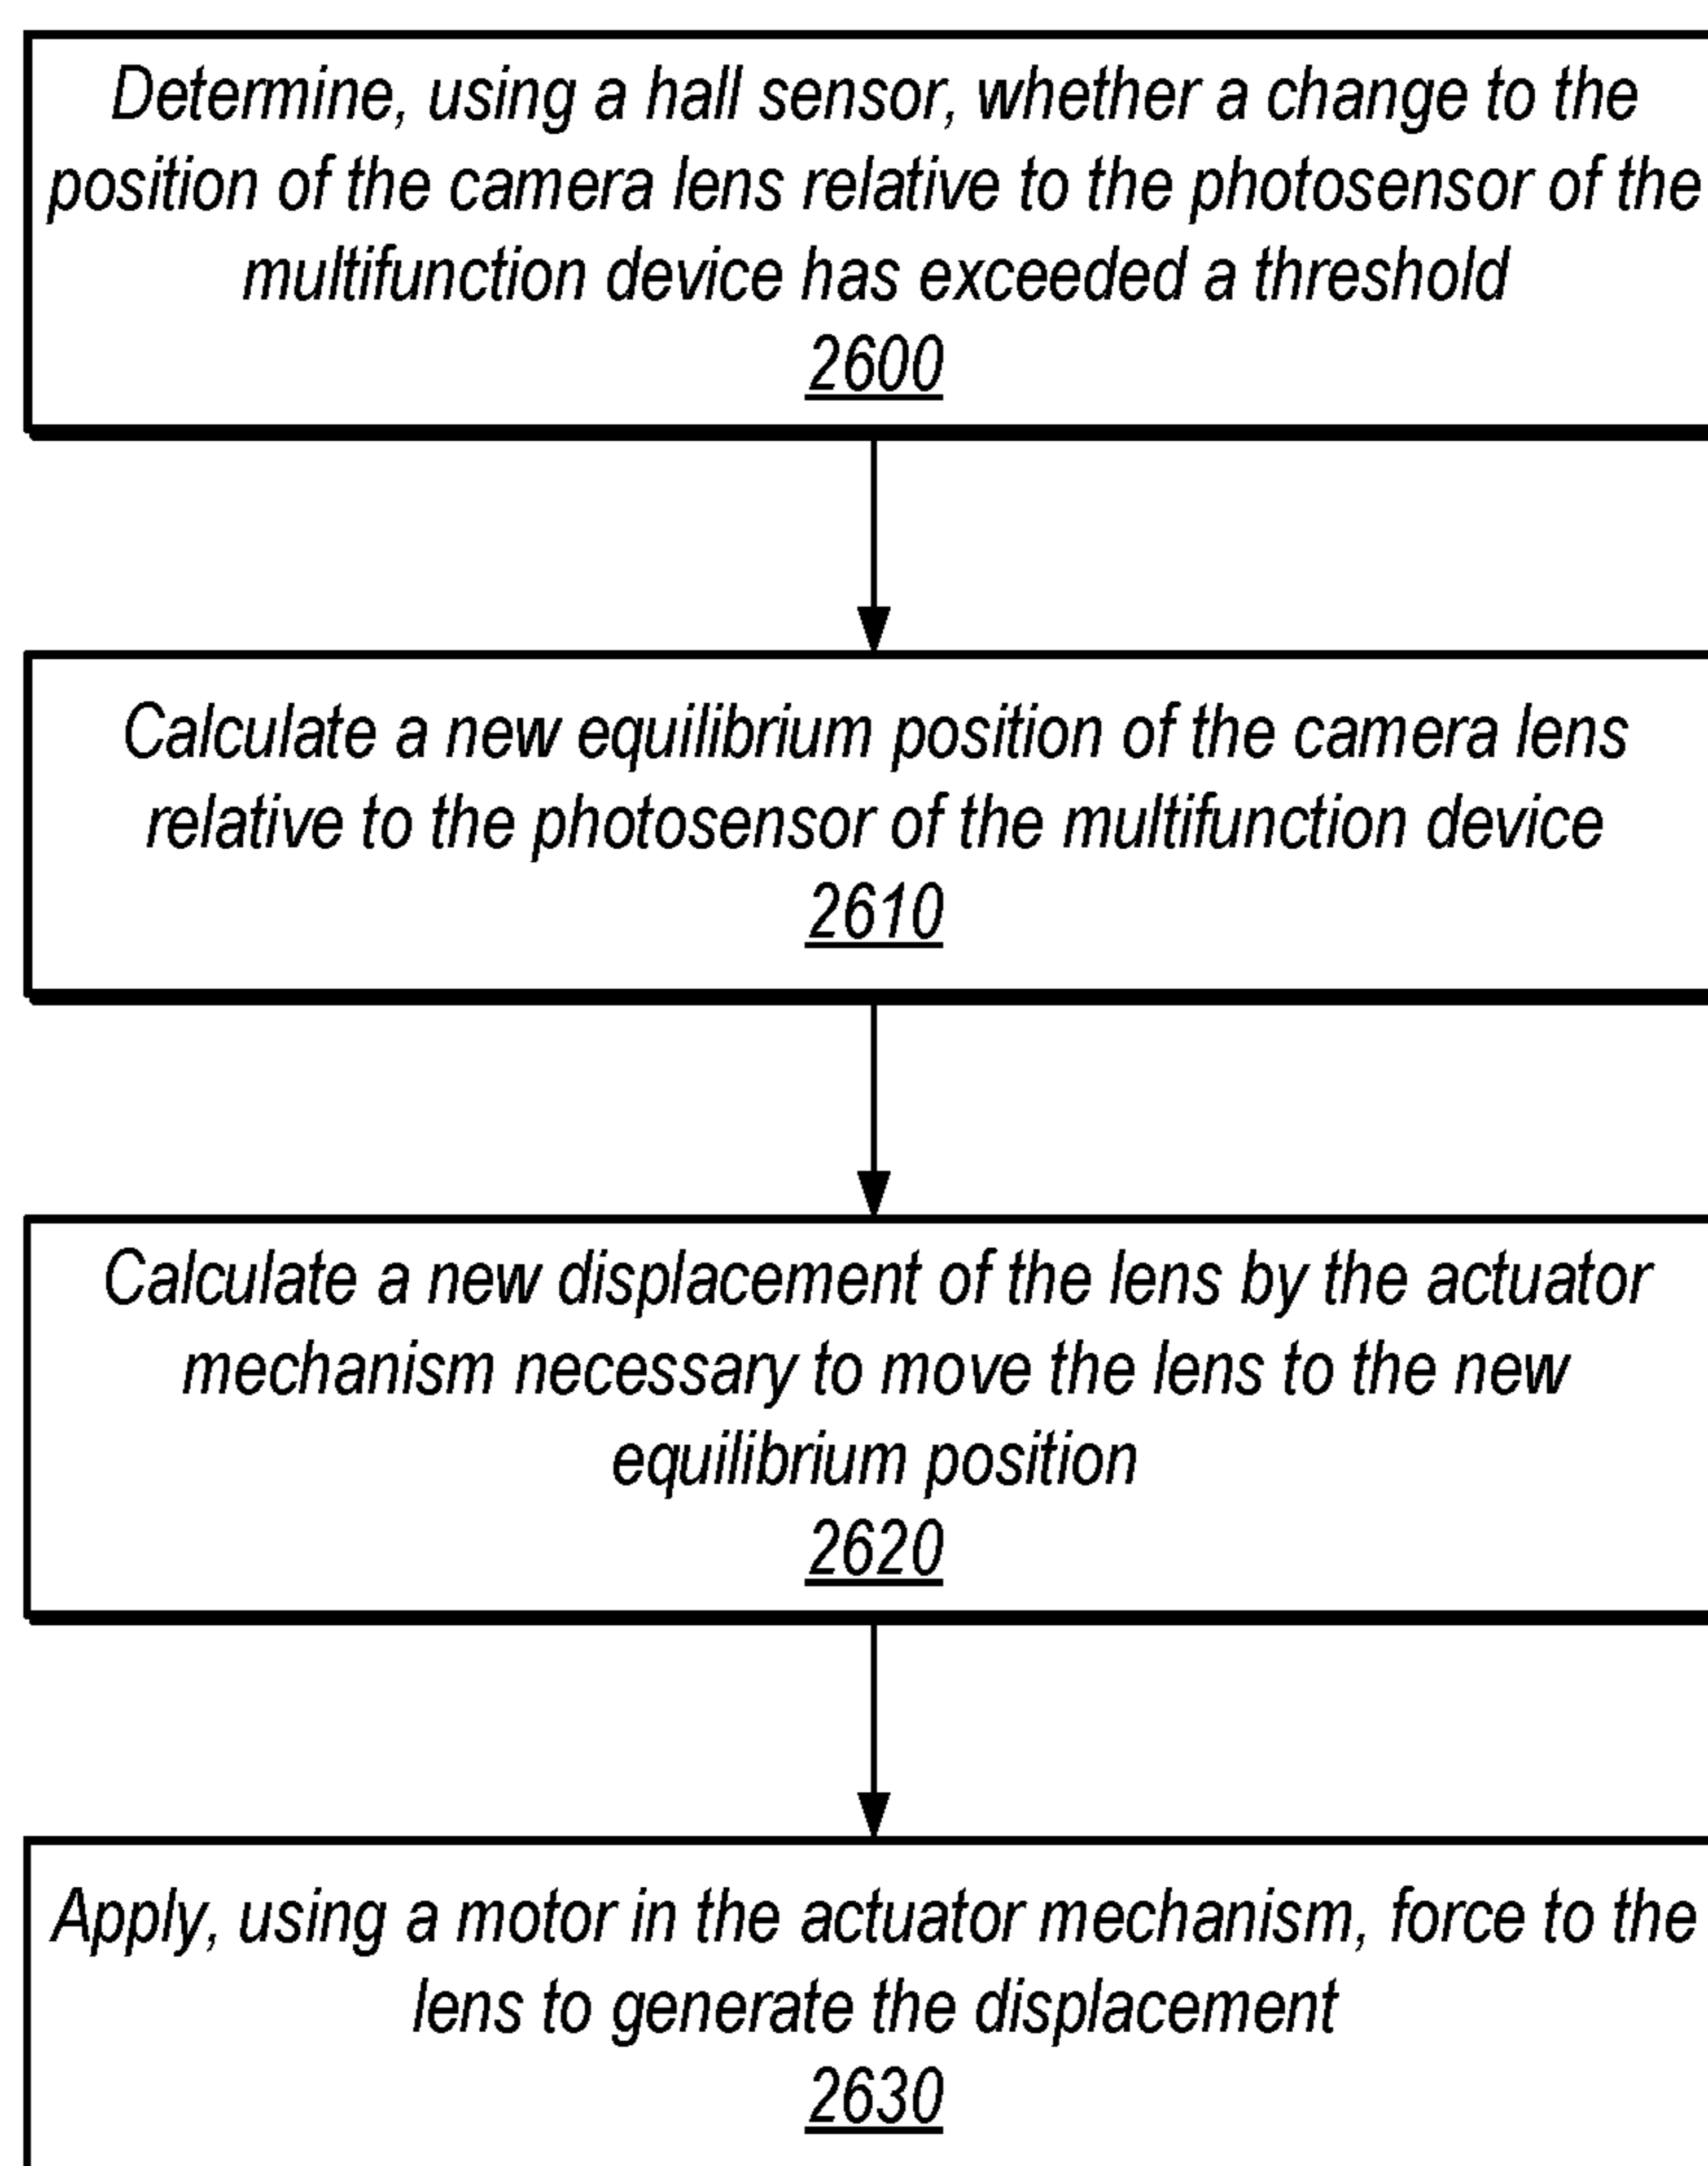 Determine, using a hall sensor, whether a change to the
position of the camera lens relative to the photosensor of the
multifunction device has exceeded a threshold
2600
Calculate a new equilibrium position of the camera lens
relative to the photosensor of the multifunction device
2610
Calculate a new displacement of the lens by the actuator
mechanism necessary to move the lens to the new
equilibrium position
2620
Apply, using a motor in the actuator mechanism, force to the
lens to generate the displacement
2630